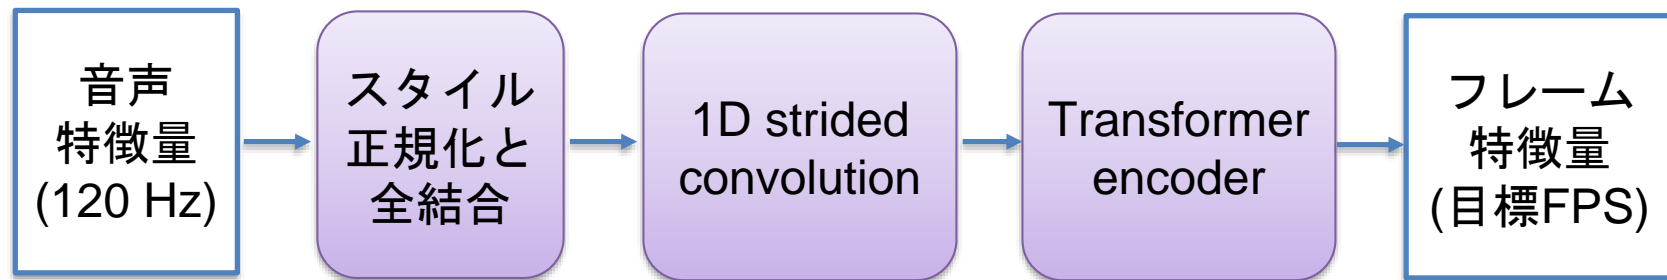 音声
特徴量
(120 Hz)
スタイル
正規化と
全結合
1D strided
convolution
Transformer
encoder
フレーム
特徴量
(目標FPS)